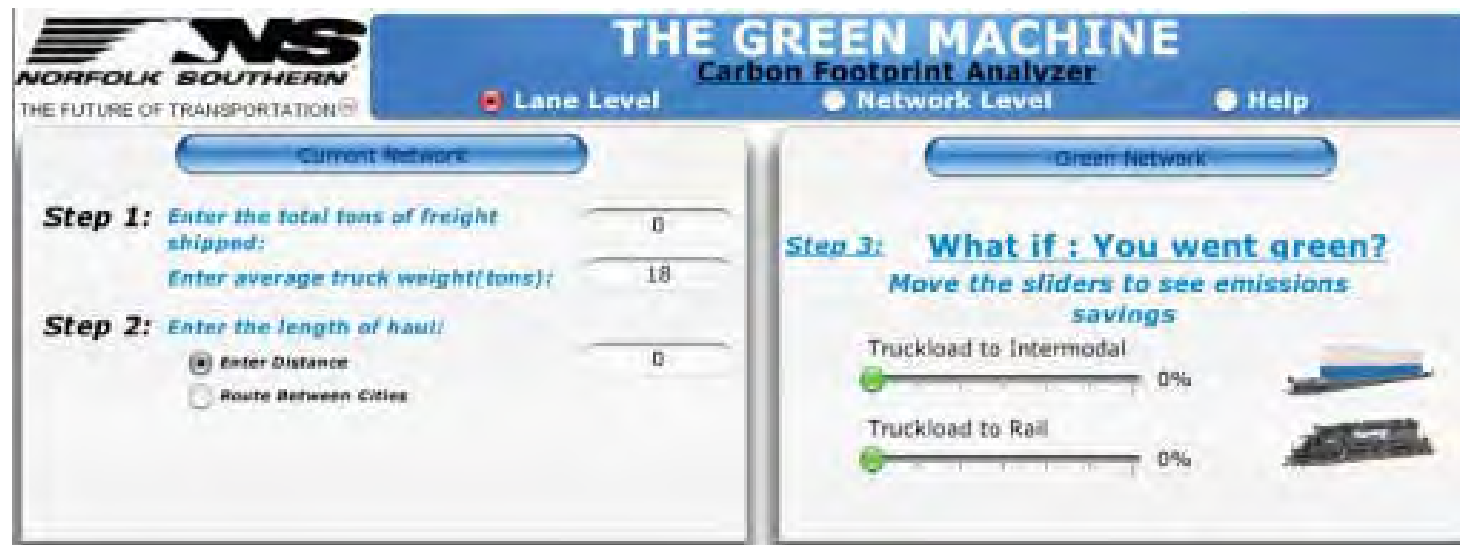 NS
NORFOLK SOUTHERN
THE FUTURE OF TRANSPORTATION
THE GREEN MACHINE
Carbon Footprint Analyzer
Lane Level
Network Level
Help
Current Network
Step 1: Enter the total tons of freight
shipped:
0
Enter average truck weight(tons):
18
Step 2: Enter the length of haul:
Enter Distance
0
Route Between Cities
Green Network
Step 3: What if : You went green?
Move the sliders to see emissions
savings
Truckload to Intermodal
0%
Truckload to Rail
0%